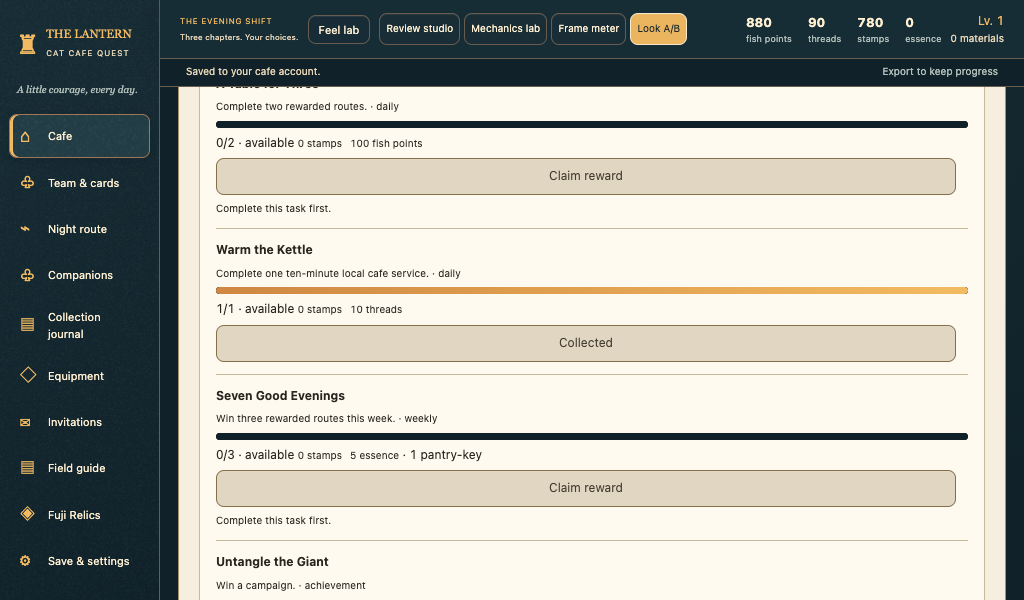 THE LANTERN
CAT CAFE QUEST
A little courage, every day.
Cafe
Team & cards
Night route
Companions
Collection
journal
Equipment
Invitations
Field guide
Fuji Relics
Save & settings
THE EVENING SHIFT
Three chapters. Your choices.
Feel lab
Review studio
Mechanics lab
Frame meter
Look A/B
880
fish points
90
threads
780
stamps
0
essence
Lv. 1
0 materials
Saved to your cafe account.
Export to keep progress
Complete two rewarded routes. · daily
0/2 · available 0 stamps 100 fish points
Claim reward
Complete this task first.
Warm the Kettle
Complete one ten-minute local cafe service. · daily
1/1 · available 0 stamps 10 threads
Collected
Seven Good Evenings
Win three rewarded routes this week. · weekly
0/3 · available 0 stamps 5 essence · 1 pantry-key
Claim reward
Complete this task first.
Untangle the Giant
Win a campaign. · achievement